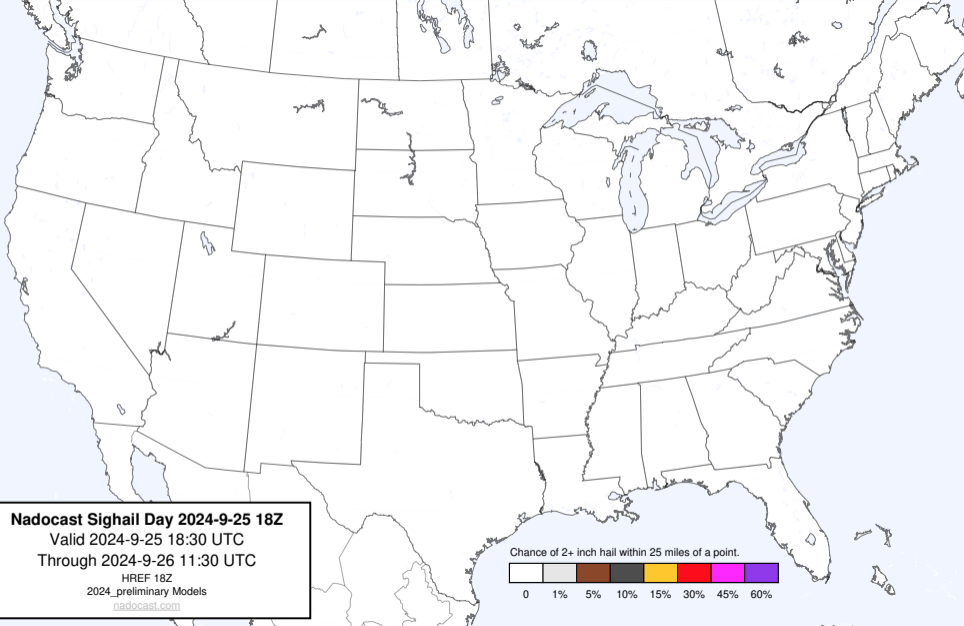 Nadocast Sighail Day 2024-9-25 18Z
Valid 2024-9-25 18:30 UTC
Through 2024-9-26 11:30 UTC
HREF 18Z
2024_preliminary Models
nadocast.com
Chance of 2+ inch hail within 25 miles of a point.
0 1% 5% 10% 15% 30% 45% 60%